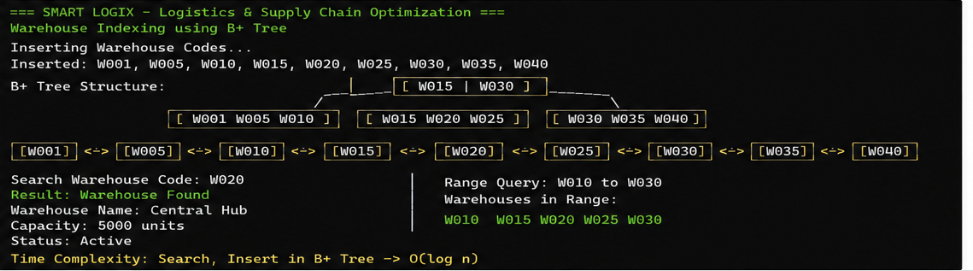 === SMART LOGIX – Logistics & Supply Chain Optimization ===
Warehouse Indexing using B+ Tree
Inserting Warehouse Codes...
Inserted: W001, W005, W010, W015, W020, W025, W030, W035, W040
B+ Tree Structure:
[ W015 | W030 ]
[ W001 W005 W010 ] [ W015 W020 W025 ] [ W030 W035 W040 ]
[W001] <÷> [W005] <÷> [W010] <÷> [W015] <÷> [W020] <÷> [W025] <÷> [W030] <÷> [W035] <÷> [W040]
Search Warehouse Code: W020
Result: Warehouse Found
Warehouse Name: Central Hub
Capacity: 5000 units
Status: Active
Range Query: W010 to W030
Warehouses in Range:
W010 W015 W020 W025 W030
Time Complexity: Search, Insert in B+ Tree –> O(log n)